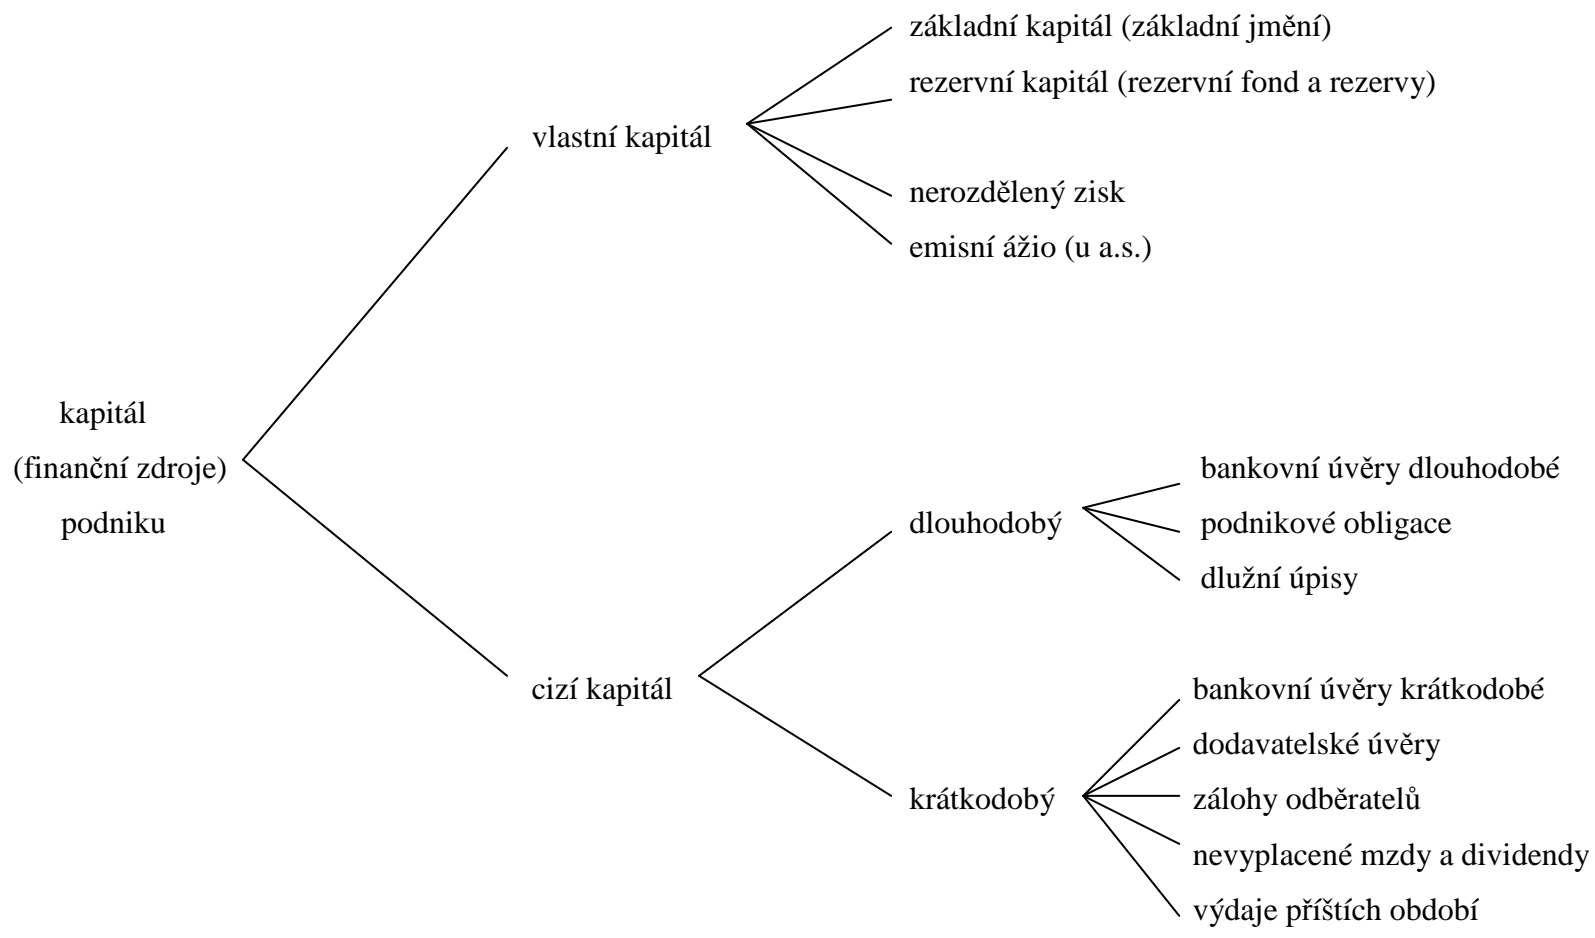 základní kapitál (základní jmění)
rezervní kapitál (rezervní fond a rezervy)
vlastní kapitál
nerozdělený zisk
emisní ážio (u a.s.)
kapitál
(finanční zdroje)
podniku
bankovní úvěry dlouhodobé
dlouhodobý
podnikové obligace
dlužní úpisy
cizí kapitál
bankovní úvěry krátkodobé
dodavatelské úvěry
krátkodobý
zálohy odběratelů
nevyplacené mzdy a dividendy
výdaje příštích období